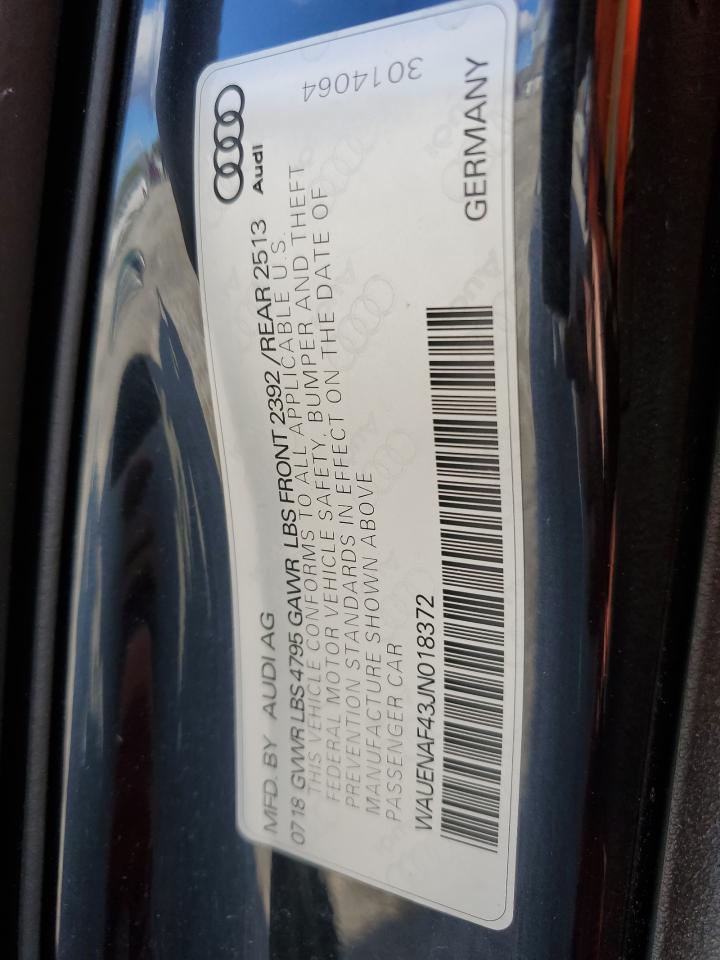 MFD. BY AUDI AG
0718 GVWR LBS 4795 GAWR LBS FRONT 2392 / REAR 2513
THIS VEHICLE CONFORMS TO ALL APPLICABLE U.S.
FEDERAL MOTOR VEHICLE SAFETY, BUMPER AND THEFT
PREVENTION STANDARDS IN EFFECT ON THE DATE OF
MANUFACTURE SHOWN ABOVE
PASSENGER CAR
WAUENAF43JN018372
Audi
3014064
GERMANY